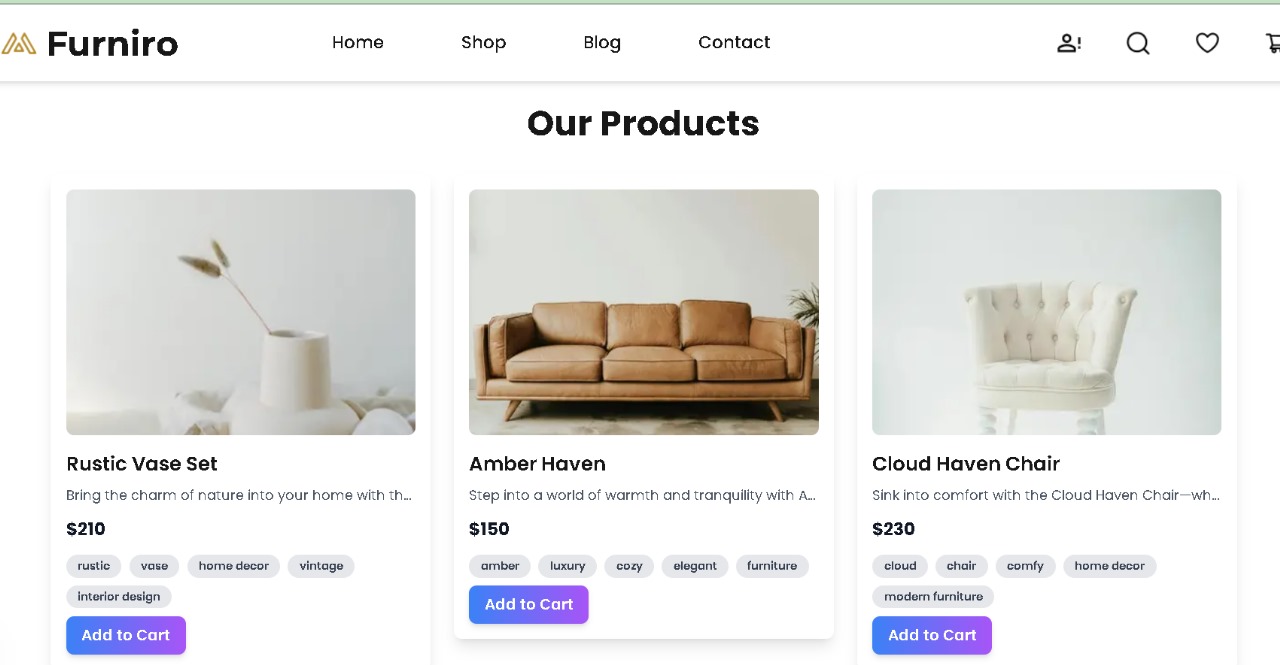 Furniro
Home
Shop
Blog
Contact
Our Products
Rustic Vase Set
Bring the charm of nature into your home with th...
$210
rustic
vase
home decor
vintage
interior design
Add to Cart
Amber Haven
Step into a world of warmth and tranquility with A...
$150
amber
luxury
cozy
elegant
furniture
Add to Cart
Cloud Haven Chair
Sink into comfort with the Cloud Haven Chair—wh...
$230
cloud
chair
comfy
home decor
modern furniture
Add to Cart